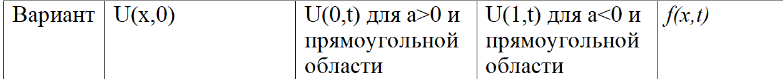 Вариант U(x,0) U(0,t) для a>0 и U(1,t) для a<0 и f(x,t)
прямоугольной прямоугольной
области области